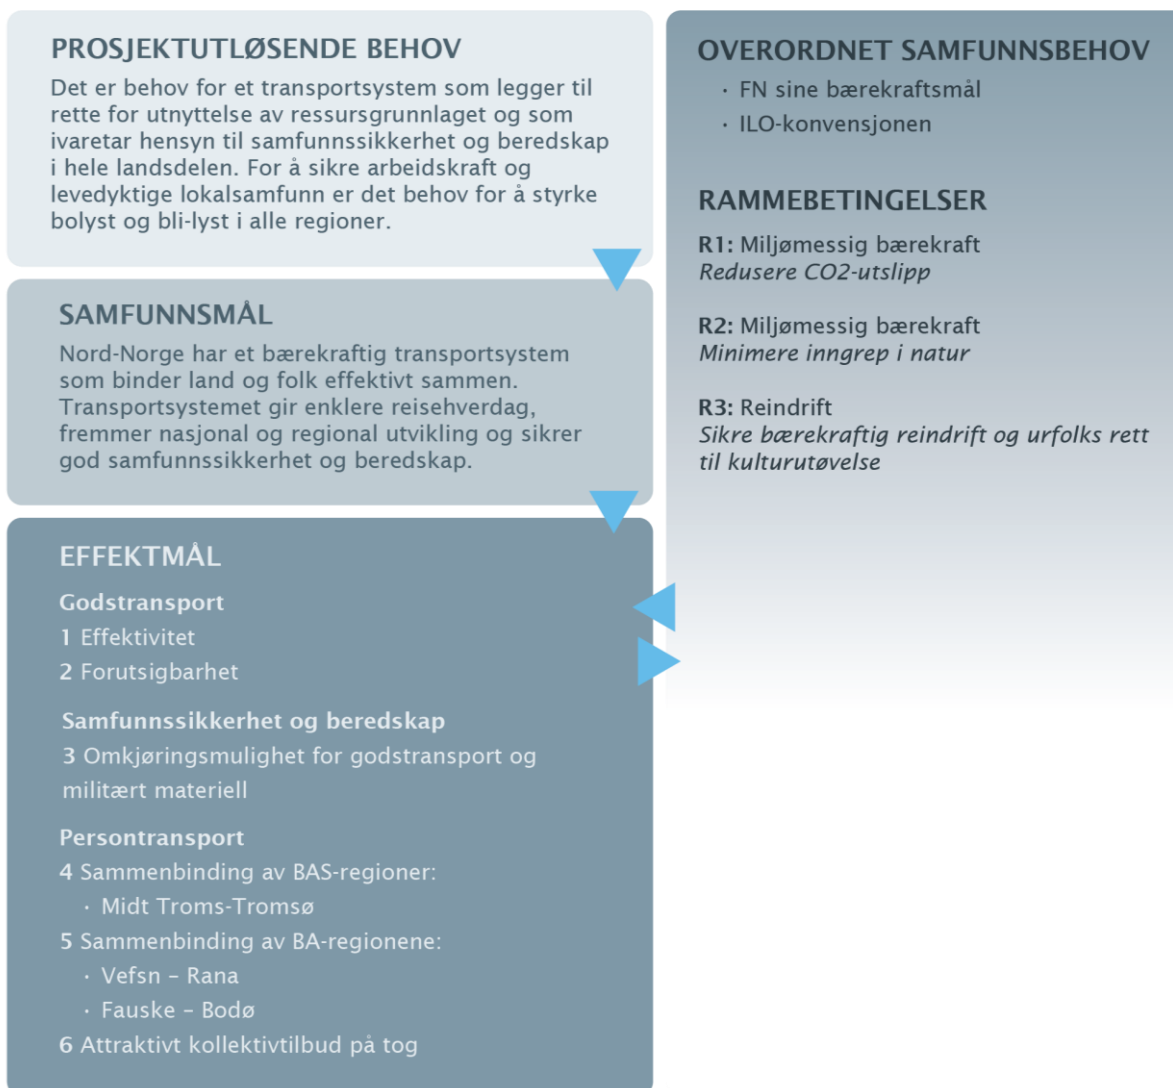 PROSJEKTUTLØSENDE BEHOV
Det er behov for et transportsystem som legger til
rette for utnyttelse av ressursgrunnlaget og som
ivaretar hensyn til samfunnssikkerhet og beredskap
i hele landsdelen. For å sikre arbeidskraft og
levedyktige lokalsamfunn er det behov for å styrke
bolyst og bli-lyst i alle regioner.
SAMFUNNSMÅL
Nord-Norge har et bærekraftig transportsystem
som binder land og folk effektivt sammen.
Transportsystemet gir enklere reisehverdag,
fremmer nasjonal og regional utvikling og sikrer
god samfunnssikkerhet og beredskap.
EFFEKTMÅL
Godstransport
1 Effektivitet
2 Forutsigbarhet
Samfunnssikkerhet og beredskap
3 Omkjøringsmulighet for godstransport og
militært materiell
Persontransport
4 Sammenbinding av BAS-regioner:
· Midt Troms-Tromsø
5 Sammenbinding av BA-regionene:
· Vefsn – Rana
· Fauske – Bodø
6 Attraktivt kollektivtilbud på tog
OVERORDNET SAMFUNNSBEHOV
· FN sine bærekraftsmål
· ILO-konvensjonen
RAMMEBETINGELSER
R1: Miljømessig bærekraft
Redusere CO2-utslipp
R2: Miljømessig bærekraft
Minimere inngrep i natur
R3: Reindrift
Sikre bærekraftig reindrift og urfolks rett
til kulturutøvelse